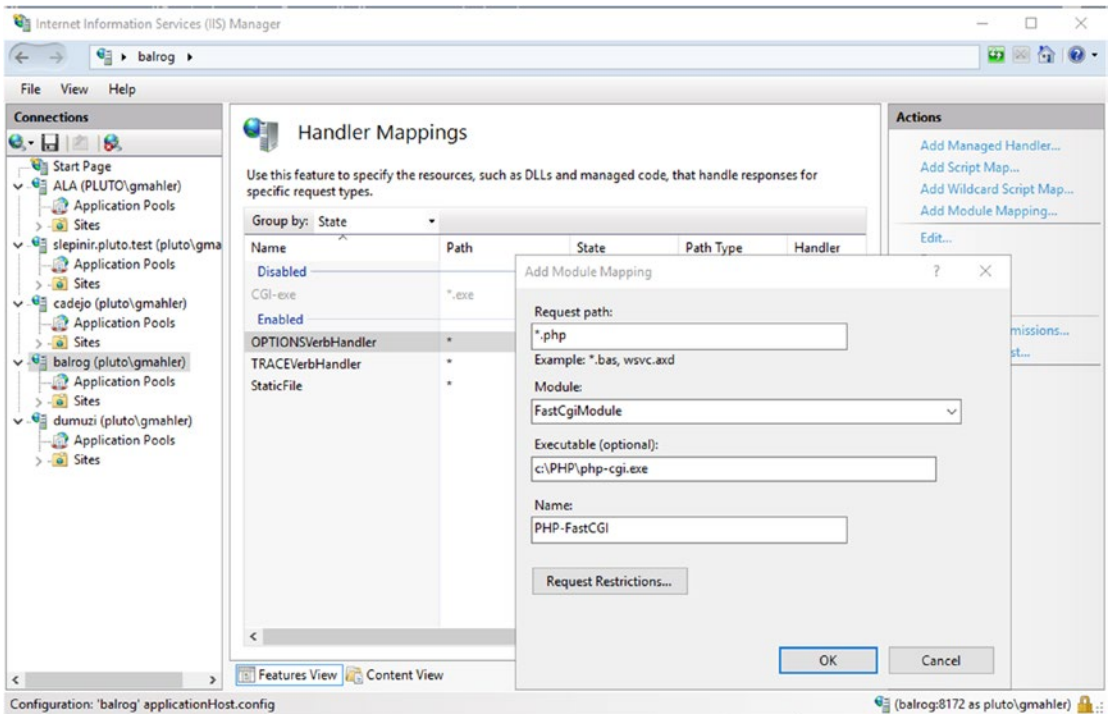 Internet Information Services (IIS) Manager
balrog
File View Help
Connections
Start Page
ALA (PLUTO\gmahler)
Application Pools
Sites
slepinir.pluto.test (pluto\gma
Application Pools
Sites
cadejo (pluto\gmahler)
Application Pools
Sites
balrog (pluto\gmahler)
Application Pools
Sites
dumuzi (pluto\gmahler)
Application Pools
Sites
Handler Mappings
Use this feature to specify the resources, such as DLLs and managed code, that handle responses for
specific request types.
Group by: State
Name Path State Path Type Handler
Disabled
CGI-exe *.exe
Enabled
OPTIONSVerbHandler *
TRACEVerbHandler *
StaticFile *
Features View Content View
Add Module Mapping ?
Request path:
*.php
Example: *.bas, wsvc.axd
Module:
FastCgiModule
Executable (optional):
c:\PHP\php-cgi.exe
Name:
PHP-FastCGI
Request Restrictions...
OK Cancel
Actions
Add Managed Handler...
Add Script Map...
Add Wildcard Script Map...
Add Module Mapping...
Edit...
missions...
st...
Configuration: 'balrog' applicationHost.config
(balrog:8172 as pluto\gmahler)